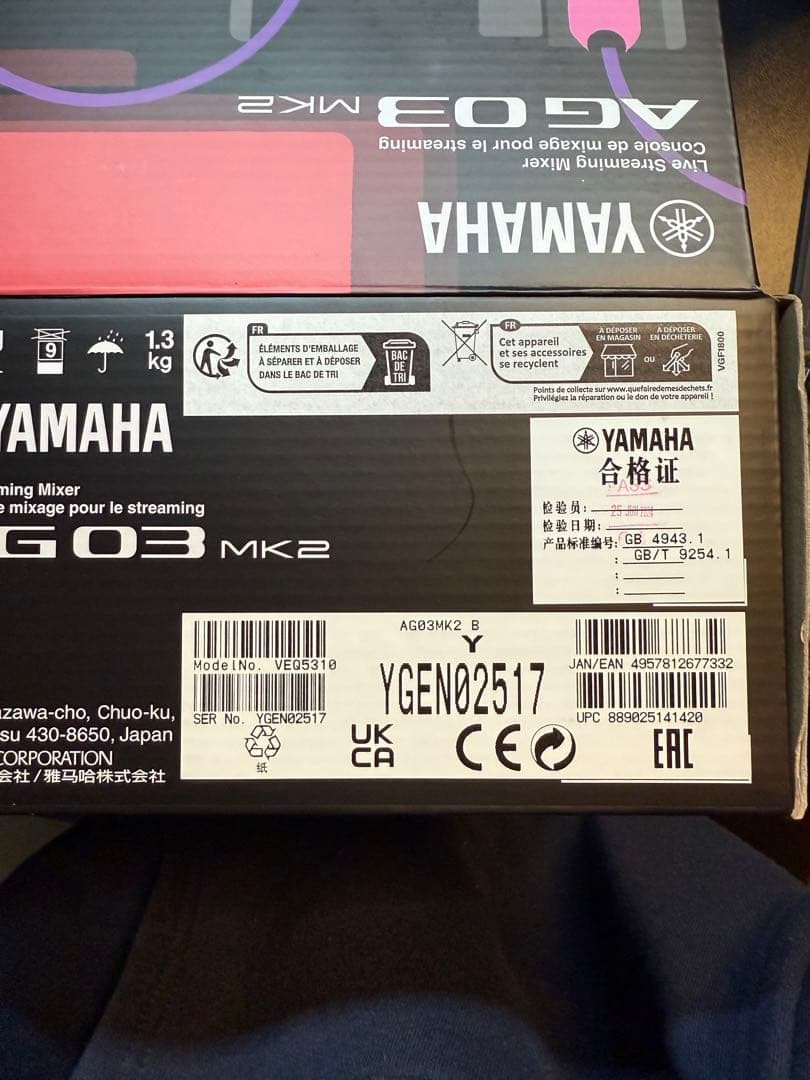 AG03 MK2
Console de mixage pour le streaming
Live Streaming Mixer
YAMAHA
9
1.3
kg
FR
ÉLÉMENTS D'EMBALLAGE
À SÉPARER ET À DÉPOSER
DANS LE BAC DE TRI
BAC
DE
TRI
FR
Cet appareil
et ses accessoires
se recyclent
À DÉPOSER
EN MAGASIN
OU
À DÉPOSER
EN DÉCHÈTERIE
Points de collecte sur www.quefairedemesdechets.fr
Privilégiez la réparation ou le don de votre appareil !
VGF1800
YAMAHA
ming Mixer
e mixage pour le streaming
G03 MK2
YAMAHA
合格证
PASS
检验员:
25 JUN
检验日期:
产品标准编号: GB 4943.1
: GB/T 9254.1
:
:
AG03MK2 B
Y
ModelNo. VEQ5310
YGEN02517
JAN/EAN 4957812677332
SER No. YGEN02517
UPC 889025141420
纸
UK
CA
CE
EAC
azawa-cho, Chuo-ku,
su 430-8650, Japan
CORPORATION
会社/雅马哈株式会社